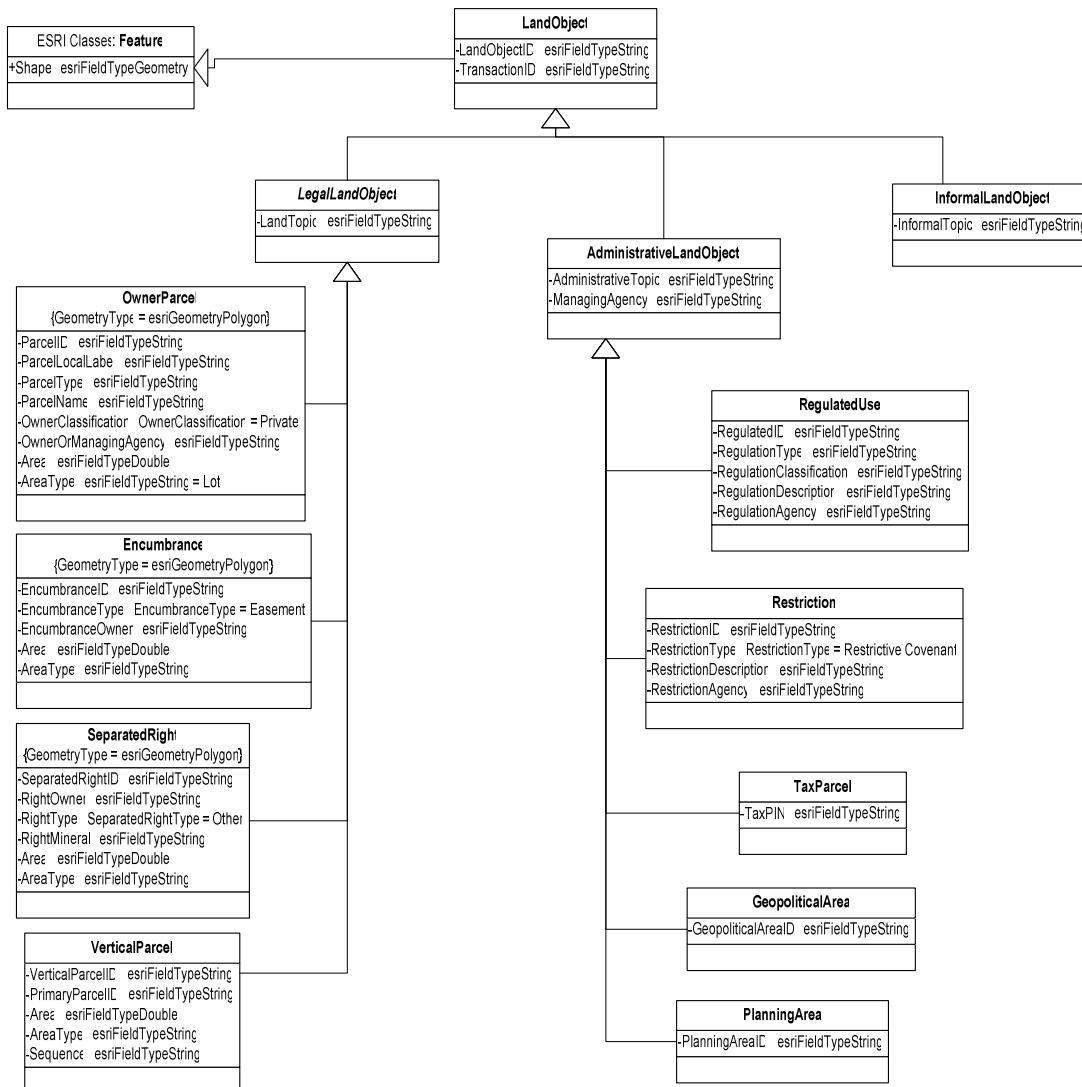 LandObject
-LandObjectID esriFieldTypeString
-TransactionID esriFieldTypeString
ESRI Classes: Feature
+Shape esriFieldTypeGeometry
LegalLandObject
-LandTopic esriFieldTypeString
AdministrativeLandObject
-AdministrativeTopic esriFieldTypeString
-ManagingAgency esriFieldTypeString
InformalLandObject
-InformalTopic esriFieldTypeString
OwnerParcel
{GeometryType = esriGeometryPolygon}
-ParcelID esriFieldTypeString
-ParcelLocalLabe esriFieldTypeString
-ParcelType esriFieldTypeString
-ParcelName esriFieldTypeString
-OwnerClassification OwnerClassification = Private
-OwnerOrManagingAgency esriFieldTypeString
-Area esriFieldTypeDouble
-AreaType esriFieldTypeString = Lot
Encumbrance
{GeometryType = esriGeometryPolygon}
-EncumbranceID esriFieldTypeString
-EncumbranceType EncumbranceType = Easement
-EncumbranceOwner esriFieldTypeString
-Area esriFieldTypeDouble
-AreaType esriFieldTypeString
SeparatedRight
{GeometryType = esriGeometryPolygon}
-SeparatedRightID esriFieldTypeString
-RightOwner esriFieldTypeString
-RightType SeparatedRightType = Other
-RightMineral esriFieldTypeString
-Area esriFieldTypeDouble
-AreaType esriFieldTypeString
VerticalParcel
-VerticalParcelID esriFieldTypeString
-PrimaryParcelID esriFieldTypeString
-Area esriFieldTypeDouble
-AreaType esriFieldTypeString
-Sequence esriFieldTypeString
RegulatedUse
-RegulatedID esriFieldTypeString
-RegulationType esriFieldTypeString
-RegulationClassification esriFieldTypeString
-RegulationDescription esriFieldTypeString
-RegulationAgency esriFieldTypeString
Restriction
-RestrictionID esriFieldTypeString
-RestrictionType RestrictionType = Restrictive Covenant
-RestrictionDescription esriFieldTypeString
-RestrictionAgency esriFieldTypeString
TaxParcel
-TaxPIN esriFieldTypeString
GeopoliticalArea
-GeopoliticalAreaID esriFieldTypeString
PlanningArea
-PlanningAreaID esriFieldTypeString